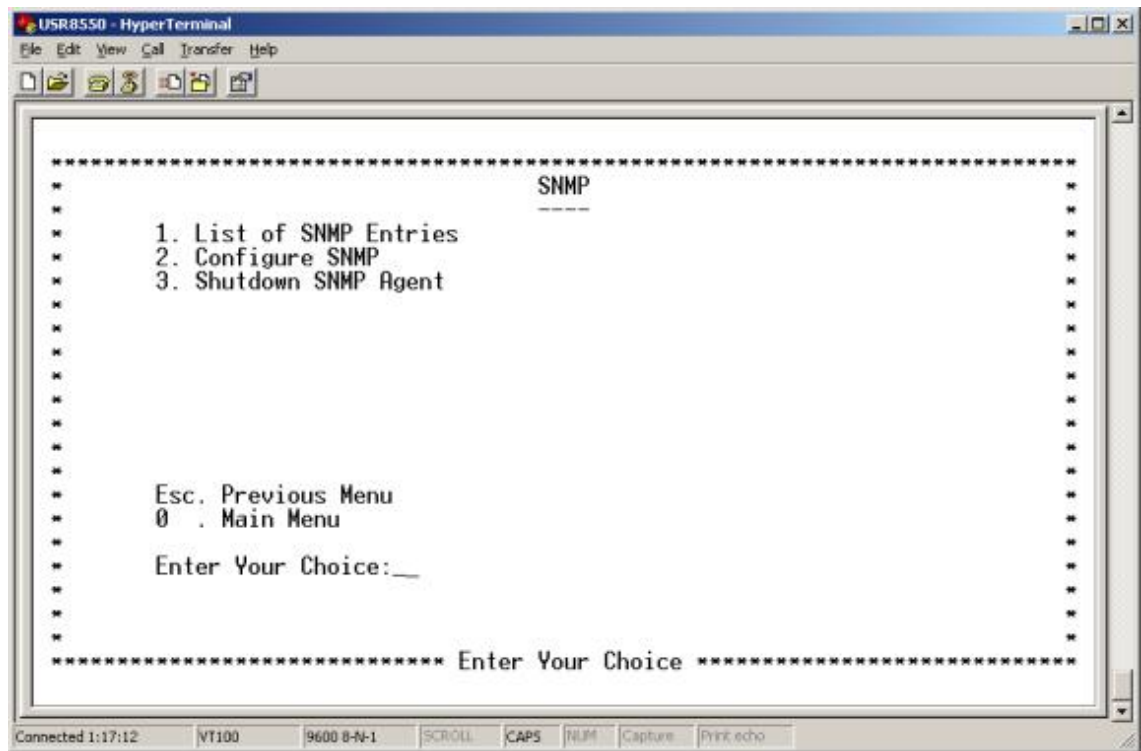 USR8550 - HyperTerminal
File Edit View Call Transfer Help
******************************************************************************
* SNMP *
* ---- *
* 1. List of SNMP Entries *
* 2. Configure SNMP *
* 3. Shutdown SNMP Agent *
* *
* *
* *
* *
* *
* *
* *
* *
* Esc. Previous Menu *
* 0 . Main Menu *
* *
* Enter Your Choice:__ *
* *
* *
* *
****************************** Enter Your Choice *****************************
Connected 1:17:12 VT100 9600 8-N-1 SCROLL CAPS NUM Capture Print echo